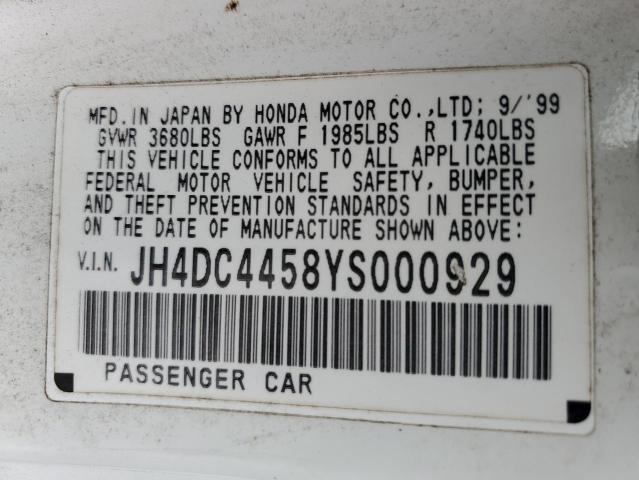 MFD.IN JAPAN BY HONDA MOTOR CO.,LTD; 9/'99
GVWR 3680LBS GAWR F 1985LBS R 1740LBS
THIS VEHICLE CONFORMS TO ALL APPLICABLE
FEDERAL MOTOR VEHICLE SAFETY, BUMPER,
AND THEFT PREVENTION STANDARDS IN EFFECT
ON THE DATE OF MANUFACTURE SHOWN ABOVE:
V.I.N. JH4DC4458YS000929
PASSENGER CAR